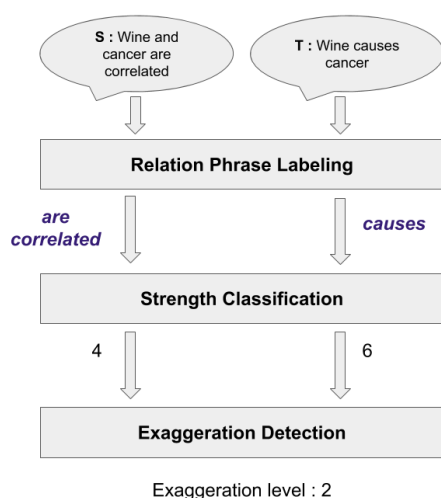 S : Wine and
cancer are
correlated
T : Wine causes
cancer
Relation Phrase Labeling
are
correlated
causes
Strength Classification
4
6
Exaggeration Detection
Exaggeration level : 2